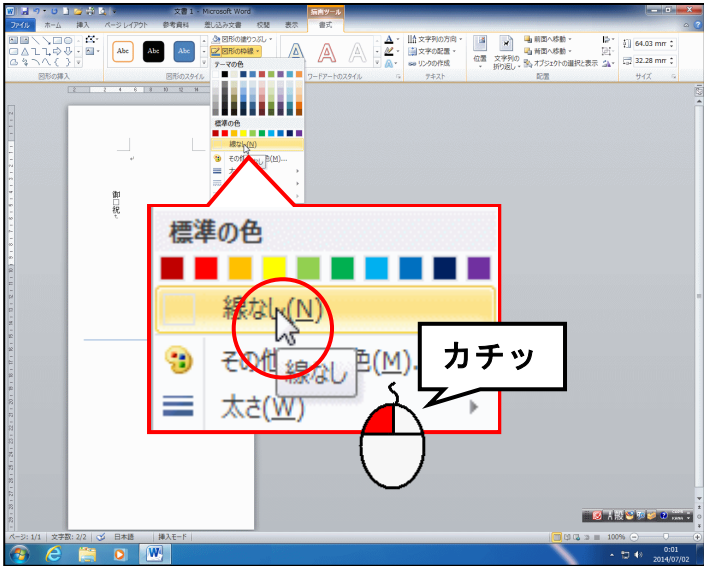 文書 1 - Microsoft Word
描画ツール
ファイル ホーム 挿入 ページ レイアウト 参考資料 差し込み文書 校閲 表示 書式
Abc Abc Abc
図形の塗りつぶし
図形の枠線
文字列の方向
文字の配置
リンクの作成
位置
文字列の折り返し
前面へ移動
背面へ移動
オブジェクトの選択と表示
64.03 mm
32.28 mm
図形の挿入 図形のスタイル ワードアートのスタイル テキスト 配置 サイズ
テーマの色
標準の色
線なし(N)
御□祝
標準の色
線なし(N)
線なし
太さ(W)
カチッ
ページ: 1/1 文字数: 2/2 日本語 挿入モード 100%
0:01
2014/07/02